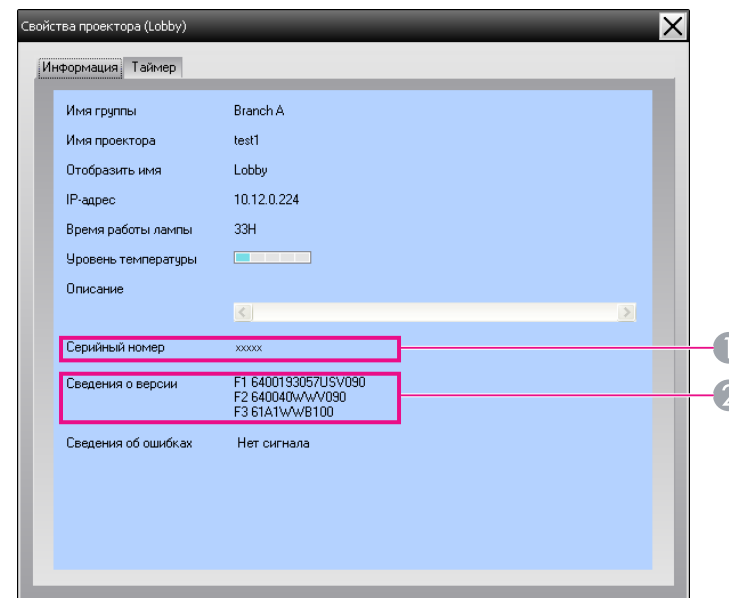 Свойства проектора (Lobby)
Информация Таймер
Имя группы Branch A
Имя проектора test1
Отобразить имя Lobby
IP-адрес 10.12.0.224
Время работы лампы 33H
Уровень температуры
Описание
Серийный номер xxxxx
1
Сведения о версии F1 6400193057USV090
F2 640040WWV090
F3 61A1WWB100
2
Сведения об ошибках Нет сигнала